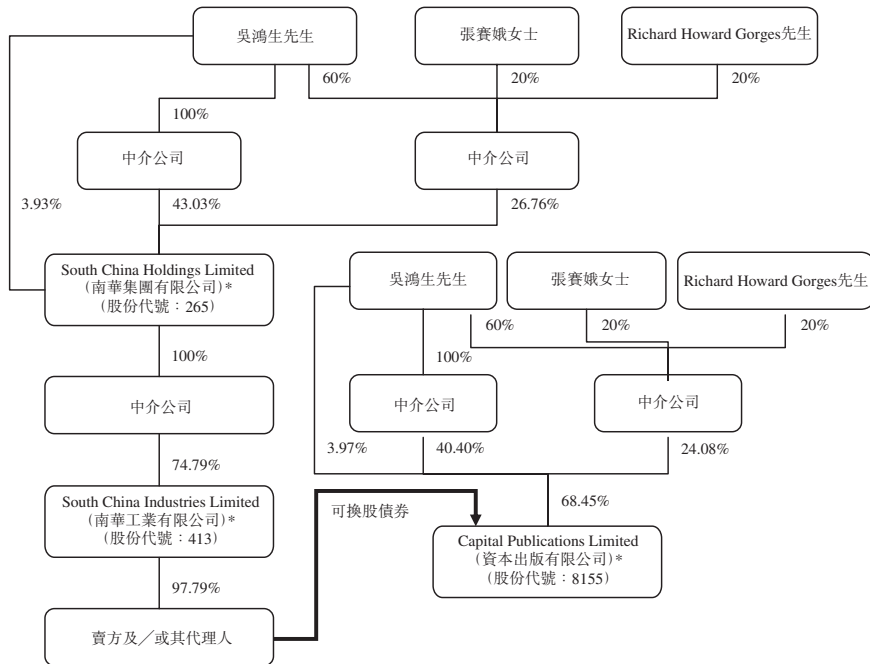 吳鴻生先生
張賽娥女士
Richard Howard Gorges先生
60%
20%
20%
100%
中介公司
中介公司
3.93%
43.03%
26.76%
South China Holdings Limited
(南華集團有限公司)*
(股份代號：265)
吳鴻生先生
張賽娥女士
Richard Howard Gorges先生
60%
20%
20%
100%
100%
中介公司
中介公司
中介公司
3.97%
40.40%
24.08%
74.79%
South China Industries Limited
(南華工業有限公司)*
(股份代號：413)
68.45%
可換股債券
Capital Publications Limited
(資本出版有限公司)*
(股份代號：8155)
97.79%
賣方及／或其代理人